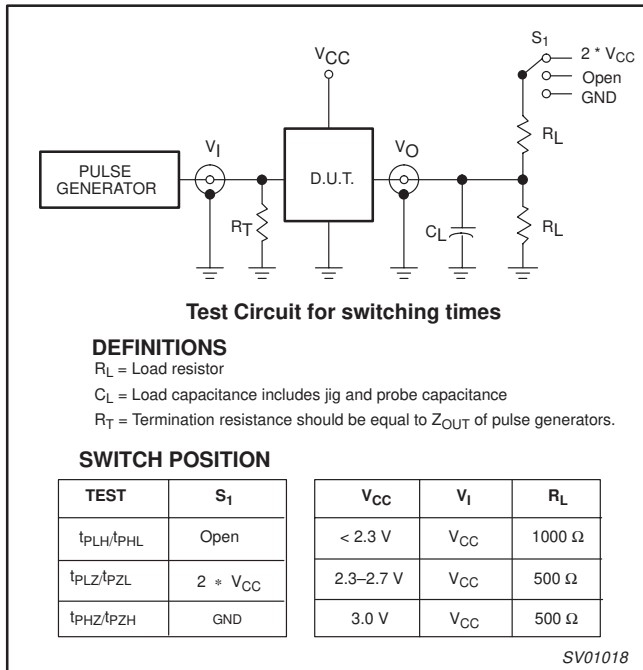 S1
2 * VCC
Open
GND
VCC
RL
VI
VO
PULSE
GENERATOR
D.U.T.
RT
CL
RL
Test Circuit for switching times
DEFINITIONS
RL = Load resistor
CL = Load capacitance includes jig and probe capacitance
RT = Termination resistance should be equal to ZOUT of pulse generators.
SWITCH POSITION
TEST S1
tPLH/tPHL Open
tPLZ/tPZL 2 * VCC
tPHZ/tPZH GND
VCC VI RL
< 2.3 V VCC 1000 Ω
2.3–2.7 V VCC 500 Ω
3.0 V VCC 500 Ω
SV01018